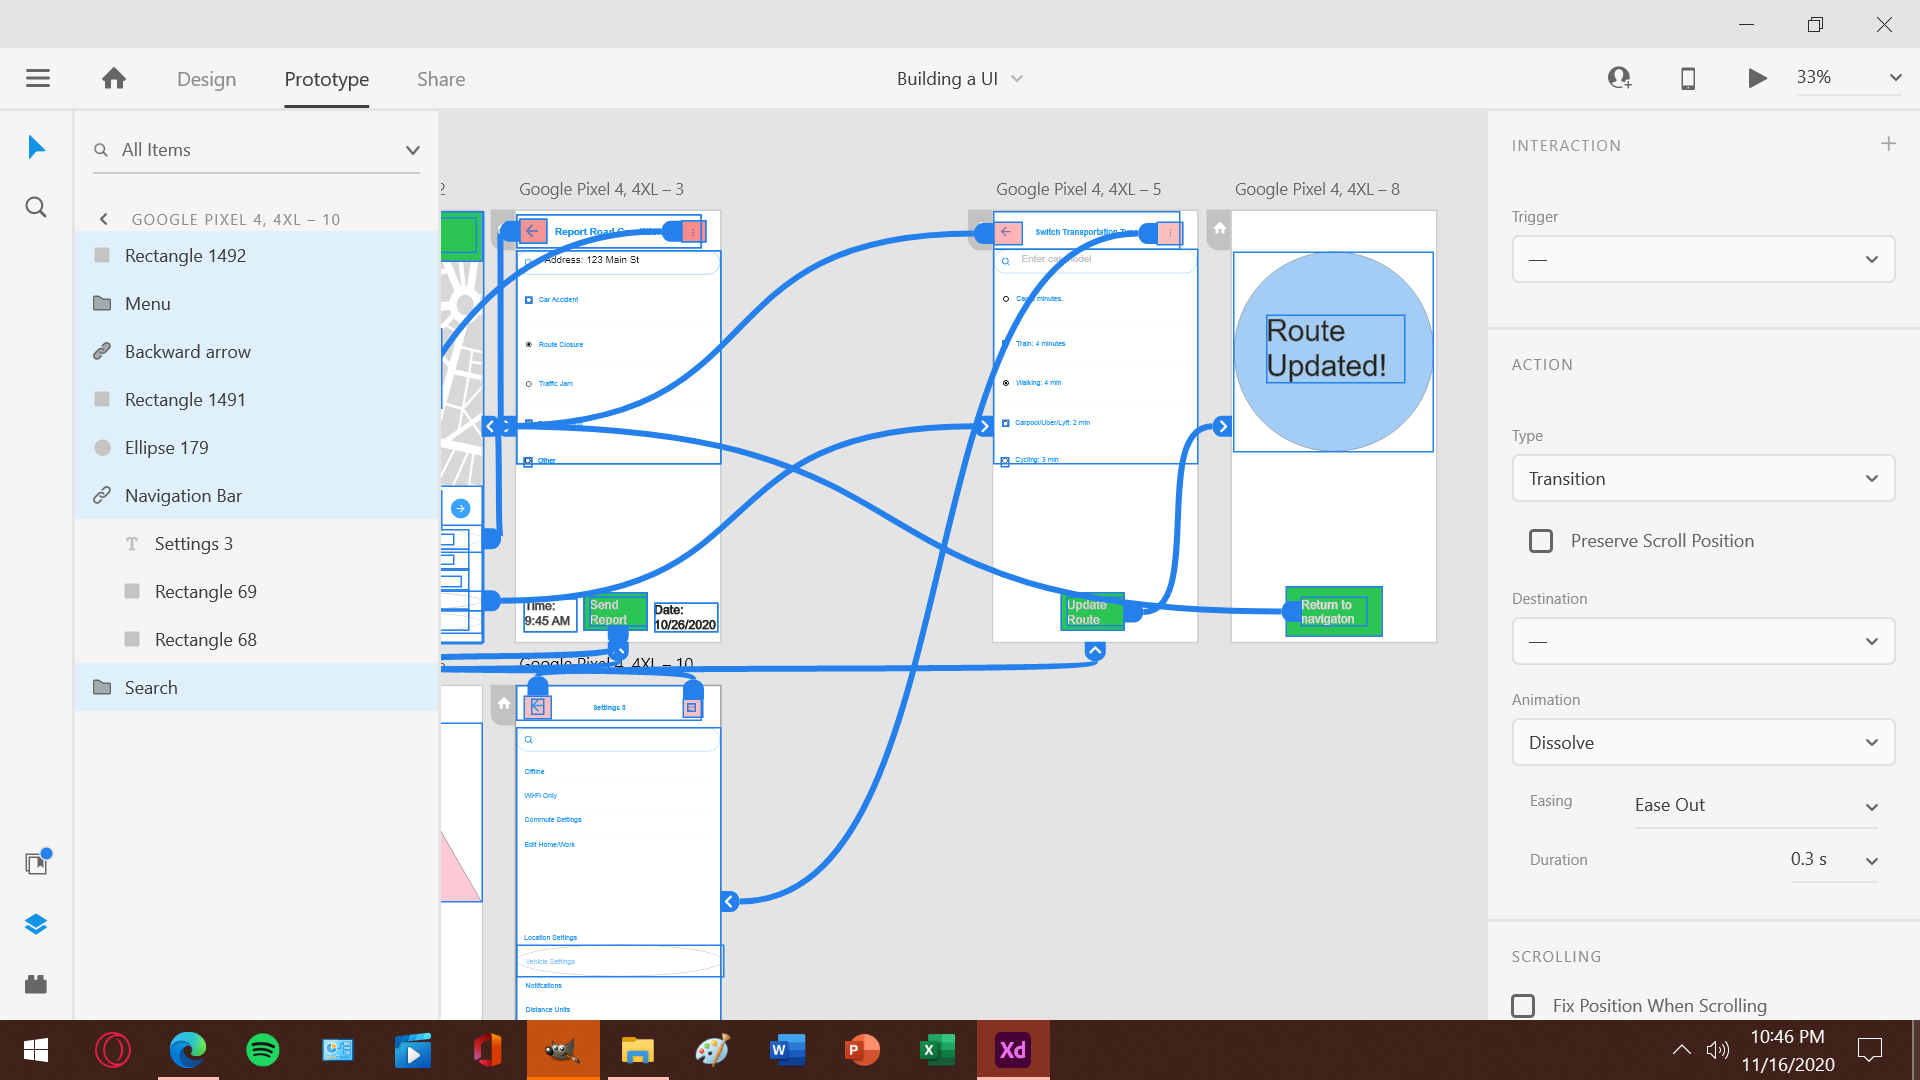 Design
Prototype
Share
Building a UI
33%
All Items
GOOGLE PIXEL 4, 4XL – 10
Rectangle 1492
Menu
Backward arrow
Rectangle 1491
Ellipse 179
Navigation Bar
Settings 3
Rectangle 69
Rectangle 68
Search
2
Google Pixel 4, 4XL – 3
Report Road
Address: 123 Main St
Car Accident
Route Closure
Traffic Jam
Other
Time:
9:45 AM
Send
Report
Date:
10/26/2020
Google Pixel 4, 4XL – 5
Switch Transportation
Enter car model
minutes.
Train: 4 minutes
Walking: 4 min
Carpool/Uber/Lyft: 2 min
Cycling: 3 min
Update
Route
Google Pixel 4, 4XL – 8
Route
Updated!
Return to
navigaton
Google Pixel 4, 4XL – 10
Settings 3
Offline
Wi-Fi Only
Commute Settings
Edit Home/Work
Location Settings
Vehicle Settings
Notifcations
Distance Units
INTERACTION
Trigger
—
ACTION
Type
Transition
Preserve Scroll Position
Destination
—
Animation
Dissolve
Easing
Ease Out
Duration
0.3 s
SCROLLING
Fix Position When Scrolling
W
P
X
Xd
10:46 PM
11/16/2020